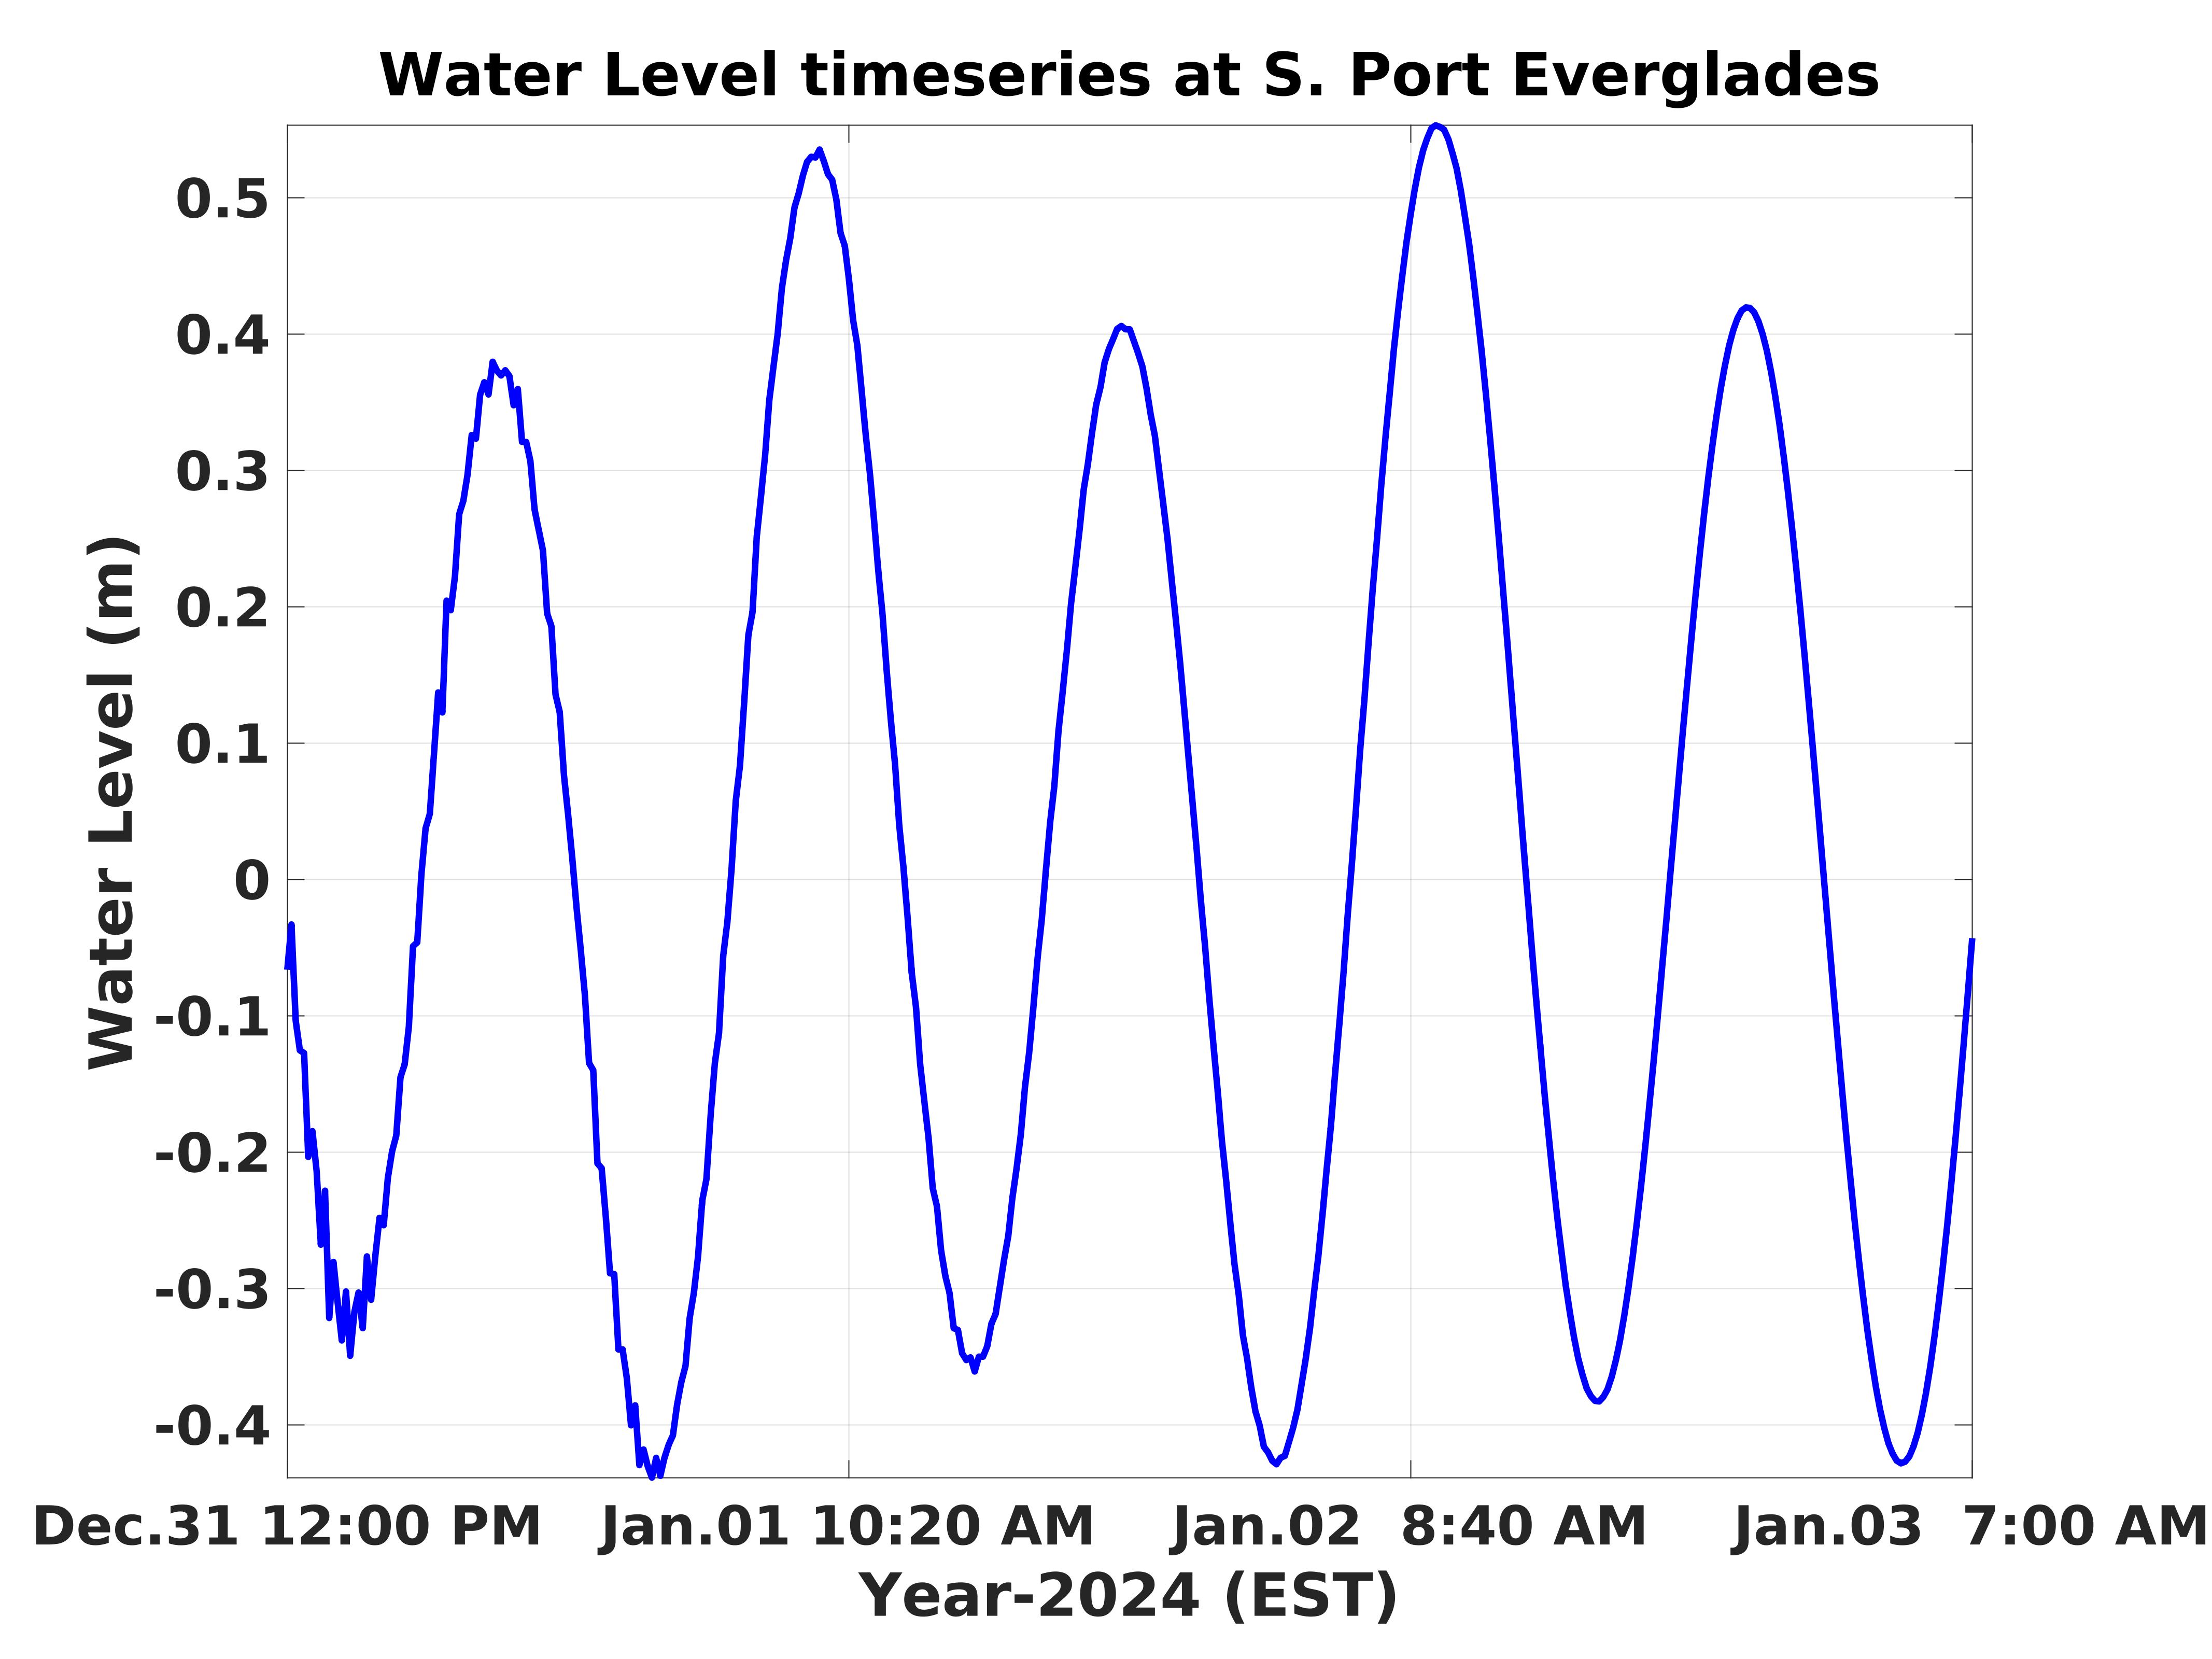 Water Level timeseries at S. Port Everglades
Water Level (m)
0.5
0.4
0.3
0.2
0.1
0
-0.1
-0.2
-0.3
-0.4
Dec.31 12:00 PM Jan.01 10:20 AM Jan.02 8:40 AM Jan.03 7:00 AM
Year-2024 (EST)